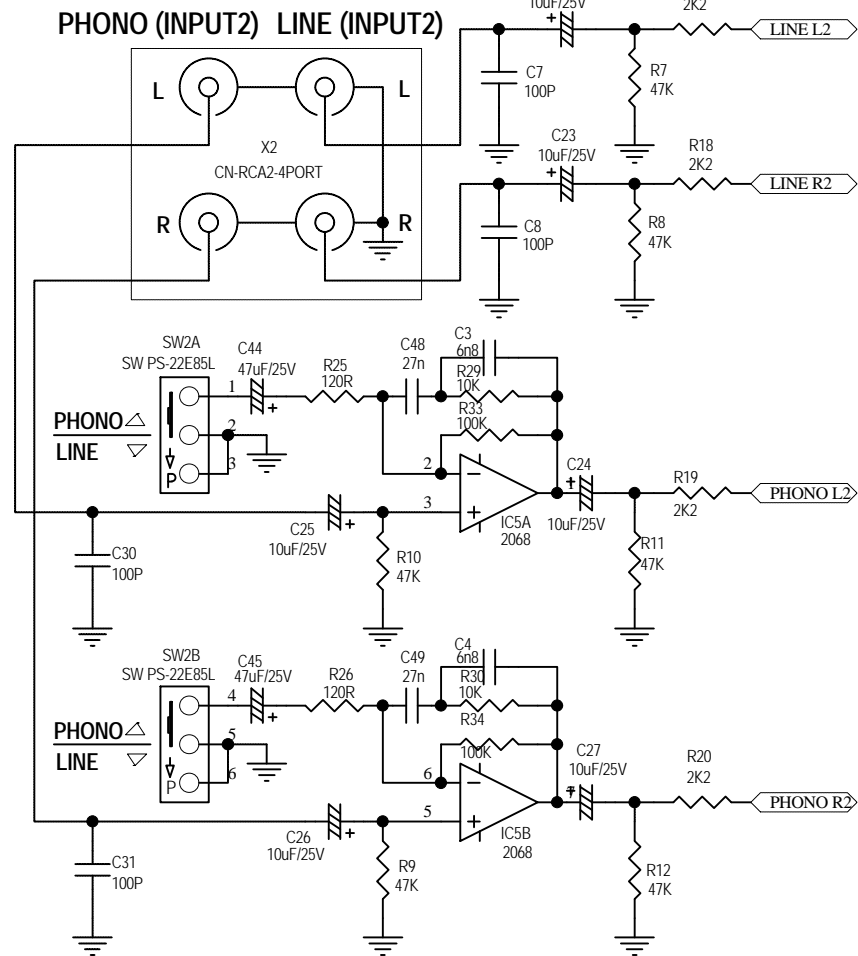 10uF/25V
2K2
PHONO (INPUT2) LINE (INPUT2)
+
LINE L2
L
L
C7
100P
R7
47K
X2
CN-RCA2-4PORT
C23
10uF/25V
+
R18
2K2
LINE R2
R
R
C8
100P
R8
47K
SW2A
SW PS-22E85L
C44
47uF/25V
+
R25
120R
C48
27n
C3
6n8
R29
10K
R33
100K
1
2
3
PHONO
LINE
P
2
3
1
IC5A
2068
C24
+
10uF/25V
R19
2K2
PHONO L2
C25
10uF/25V
+
C30
100P
R10
47K
R11
47K
SW2B
SW PS-22E85L
C45
47uF/25V
+
R26
120R
C49
27n
C4
6n8
R30
10K
R34
100K
4
5
6
PHONO
LINE
P
6
5
7
IC5B
2068
C27
10uF/25V
+
R20
2K2
PHONO R2
C26
10uF/25V
+
C31
100P
R9
47K
R12
47K